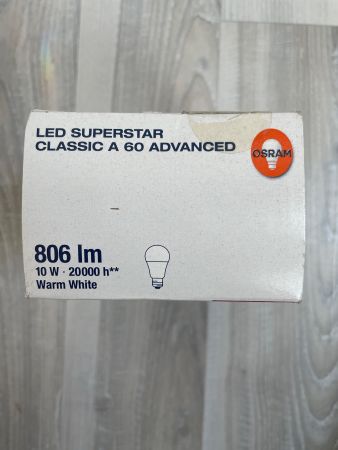 LED SUPERSTAR
CLASSIC A 60 ADVANCED
OSRAM
806 lm
10 W · 20000 h**
Warm White